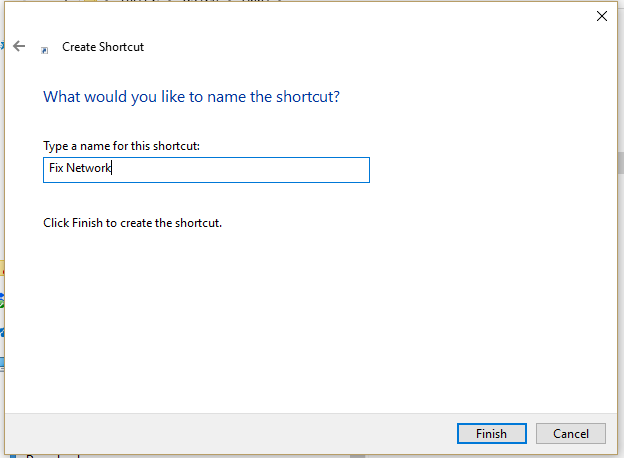 Create Shortcut
What would you like to name the shortcut?
Type a name for this shortcut:
Fix Network
Click Finish to create the shortcut.
Finish
Cancel